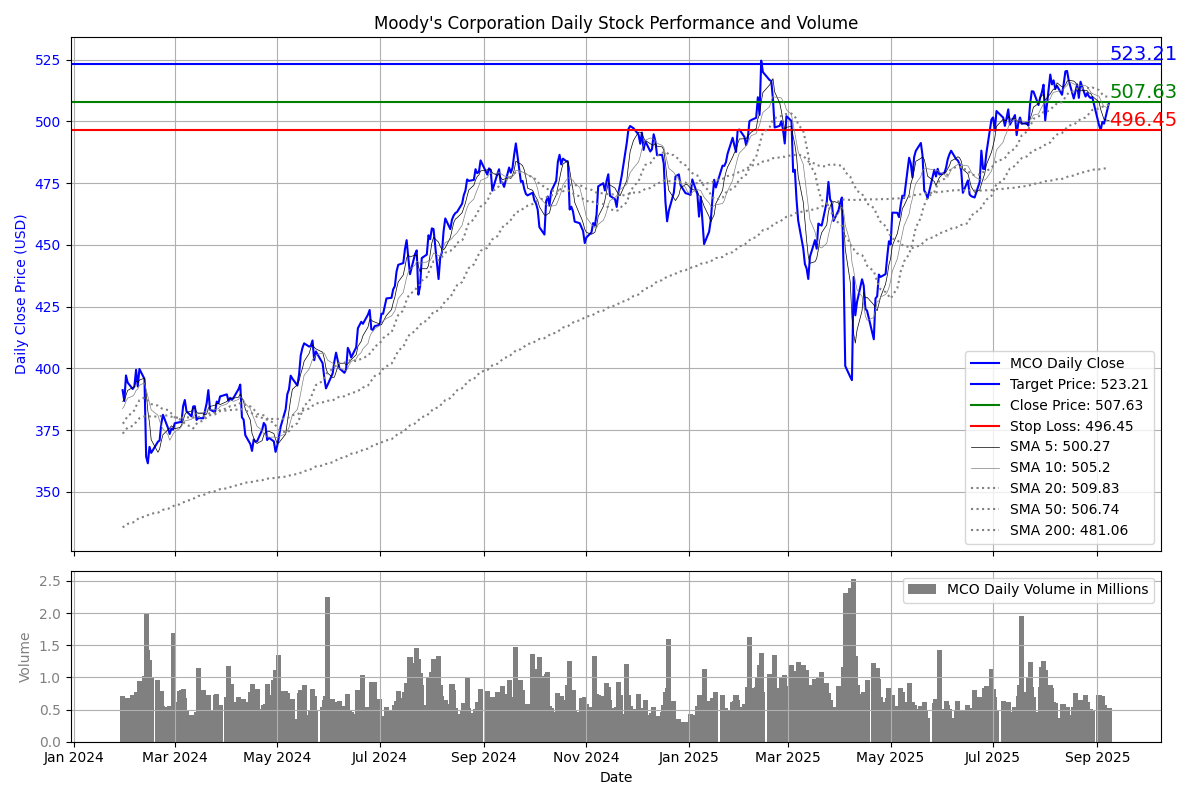 Moody's Corporation Daily Stock Performance and Volume
Daily Close Price (USD)
525
500
475
450
425
400
375
350
523.21
507.63
496.45
MCO Daily Close
Target Price: 523.21
Close Price: 507.63
Stop Loss: 496.45
SMA 5: 500.27
SMA 10: 505.2
SMA 20: 509.83
SMA 50: 506.74
SMA 200: 481.06
Volume
2.5
2.0
1.5
1.0
0.5
0.0
MCO Daily Volume in Millions
Jan 2024
Mar 2024
May 2024
Jul 2024
Sep 2024
Nov 2024
Jan 2025
Mar 2025
May 2025
Jul 2025
Sep 2025
Date